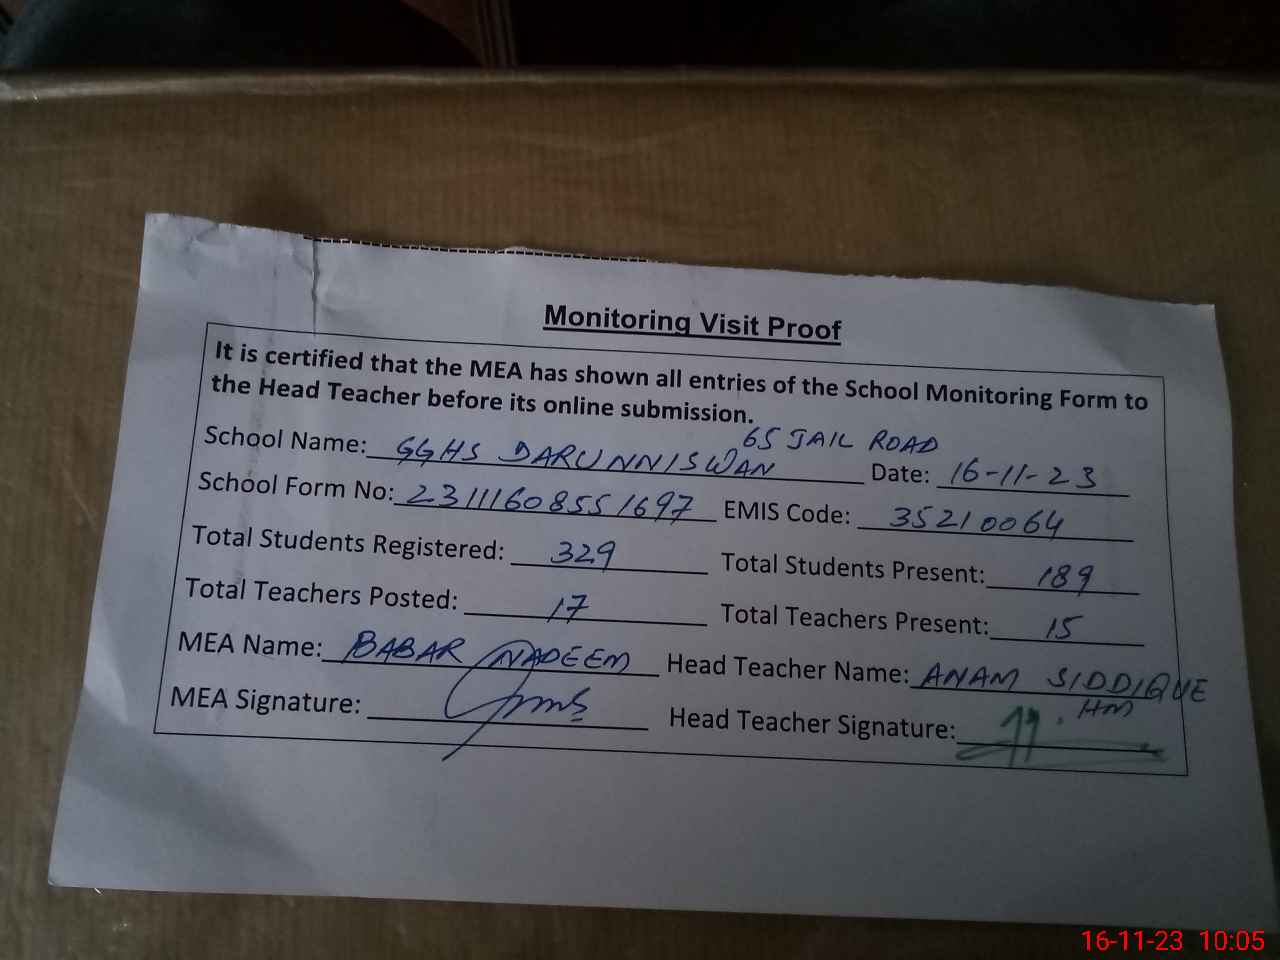 Monitoring Visit Proof
It is certified that the MEA has shown all entries of the School Monitoring Form to
the Head Teacher before its online submission.
65 JAIL ROAD
School Name: GGHS DARUNNISWAN Date: 16-11-23
School Form No: 23111608551697 EMIS Code: 35210064
Total Students Registered: 329 Total Students Present: 189
Total Teachers Posted: 17 Total Teachers Present: 15
MEA Name: BABAR NADEEM Head Teacher Name: ANAM SIDDIQUE
HM
MEA Signature: Head Teacher Signature:
16-11-23 10:05